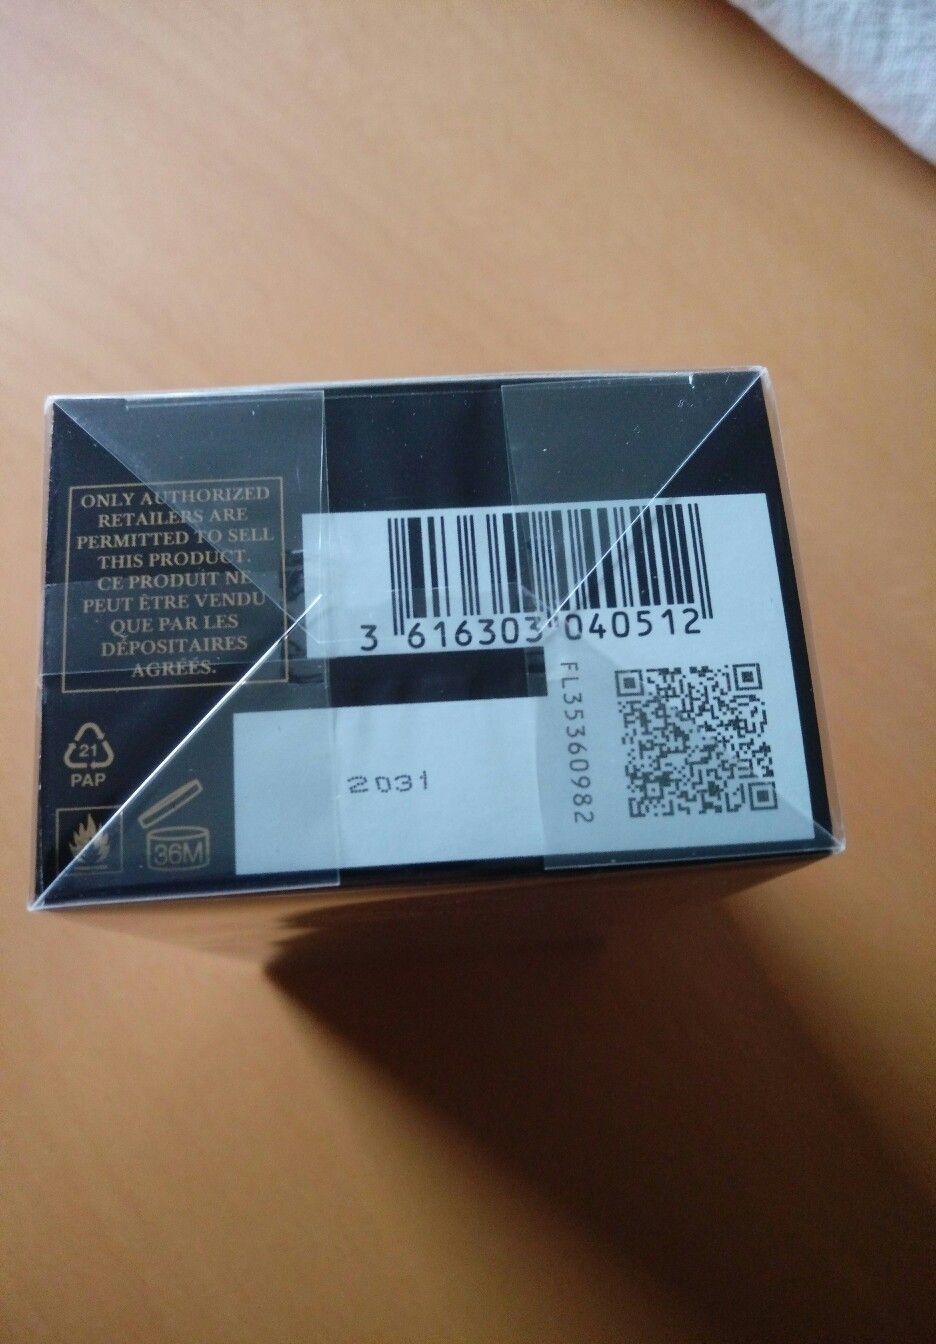 ONLY AUTHORIZED
RETAILERS ARE
PERMITTED TO SELL
THIS PRODUCT.
CE PRODUIT NE
PEUT ÊTRE VENDU
QUE PAR LES
DÉPOSITAIRES
AGRÉÉS.
3 616303 040512
FL35360982
2031
21
PAP
36M